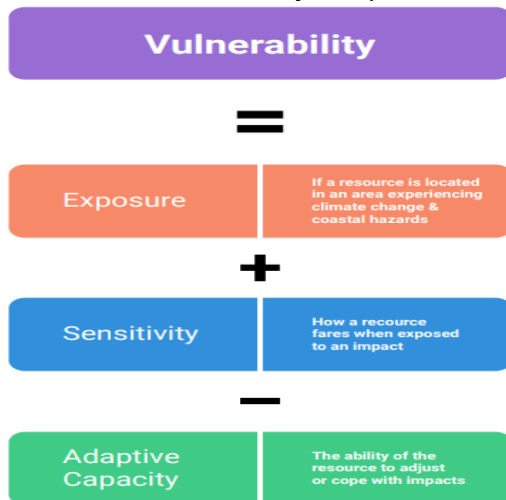 Vulnerability
=
Exposure
If a resource is located
in an area experiencing
climate change &
coastal hazards
+
Sensitivity
How a recource
fares when exposed
to an impact
–
Adaptive
Capacity
The ability of the
resource to adjust
or cope with impacts